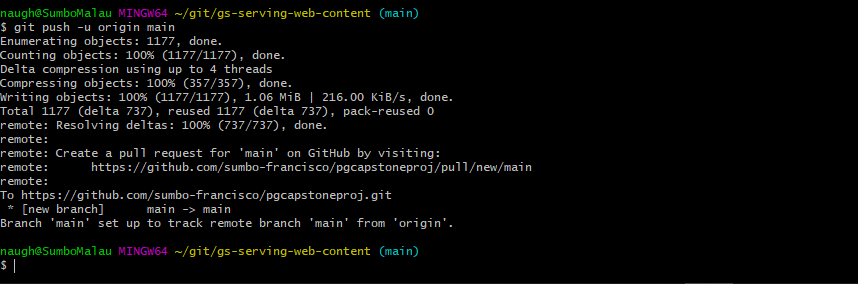 naugh@SumboMalau MINGW64 ~/git/gs-serving-web-content (main)
$ git push -u origin main
Enumerating objects: 1177, done.
Counting objects: 100% (1177/1177), done.
Delta compression using up to 4 threads
Compressing objects: 100% (357/357), done.
Writing objects: 100% (1177/1177), 1.06 MiB | 216.00 KiB/s, done.
Total 1177 (delta 737), reused 1177 (delta 737), pack-reused 0
remote: Resolving deltas: 100% (737/737), done.
remote:
remote: Create a pull request for 'main' on GitHub by visiting:
remote:      https://github.com/sumbo-francisco/pgcapstoneproj/pull/new/main
remote:
To https://github.com/sumbo-francisco/pgcapstoneproj.git
 * [new branch]      main -> main
Branch 'main' set up to track remote branch 'main' from 'origin'.
naugh@SumboMalau MINGW64 ~/git/gs-serving-web-content (main)
$